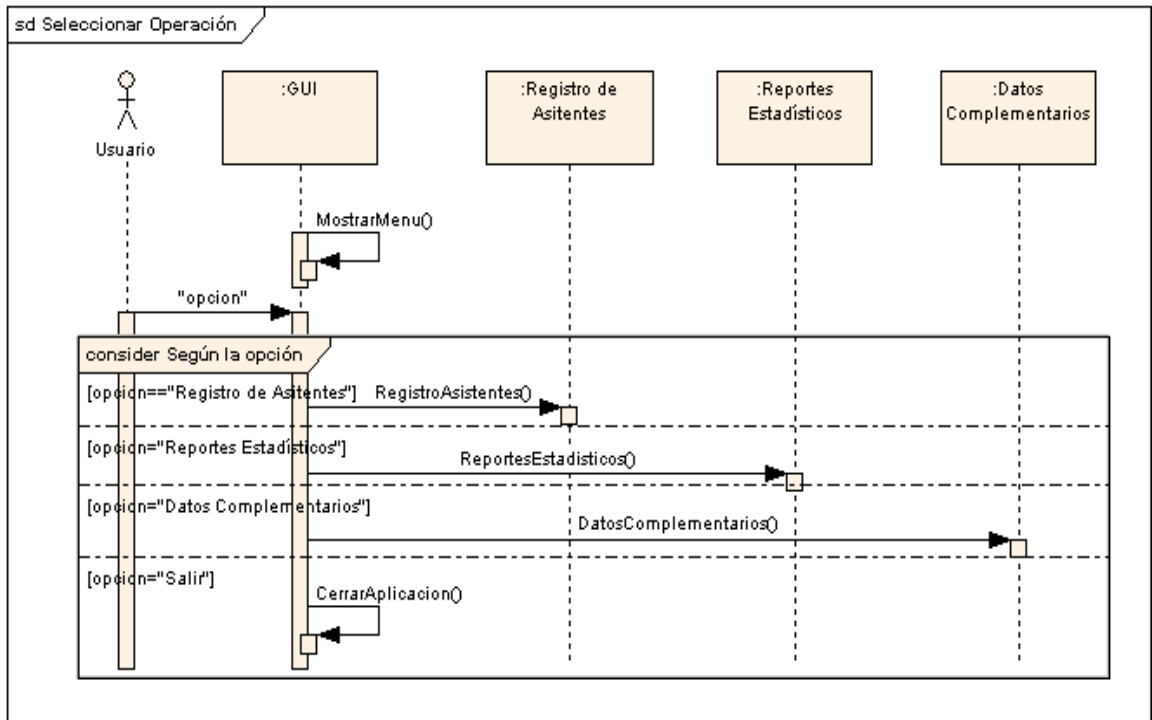 sd Seleccionar Operación
Usuario
:GUI
:Registro de
Asitentes
:Reportes
Estadísticos
:Datos
Complementarios
MostrarMenu()
"opcion"
consider Según la opción
[opcion=="Registro de Asitentes"]
RegistroAsistentes()
[opcion="Reportes Estadísticos"]
ReportesEstadisticos()
[opcion="Datos Complementarios"]
DatosComplementarios()
[opcion="Salir"]
CerrarAplicacion()